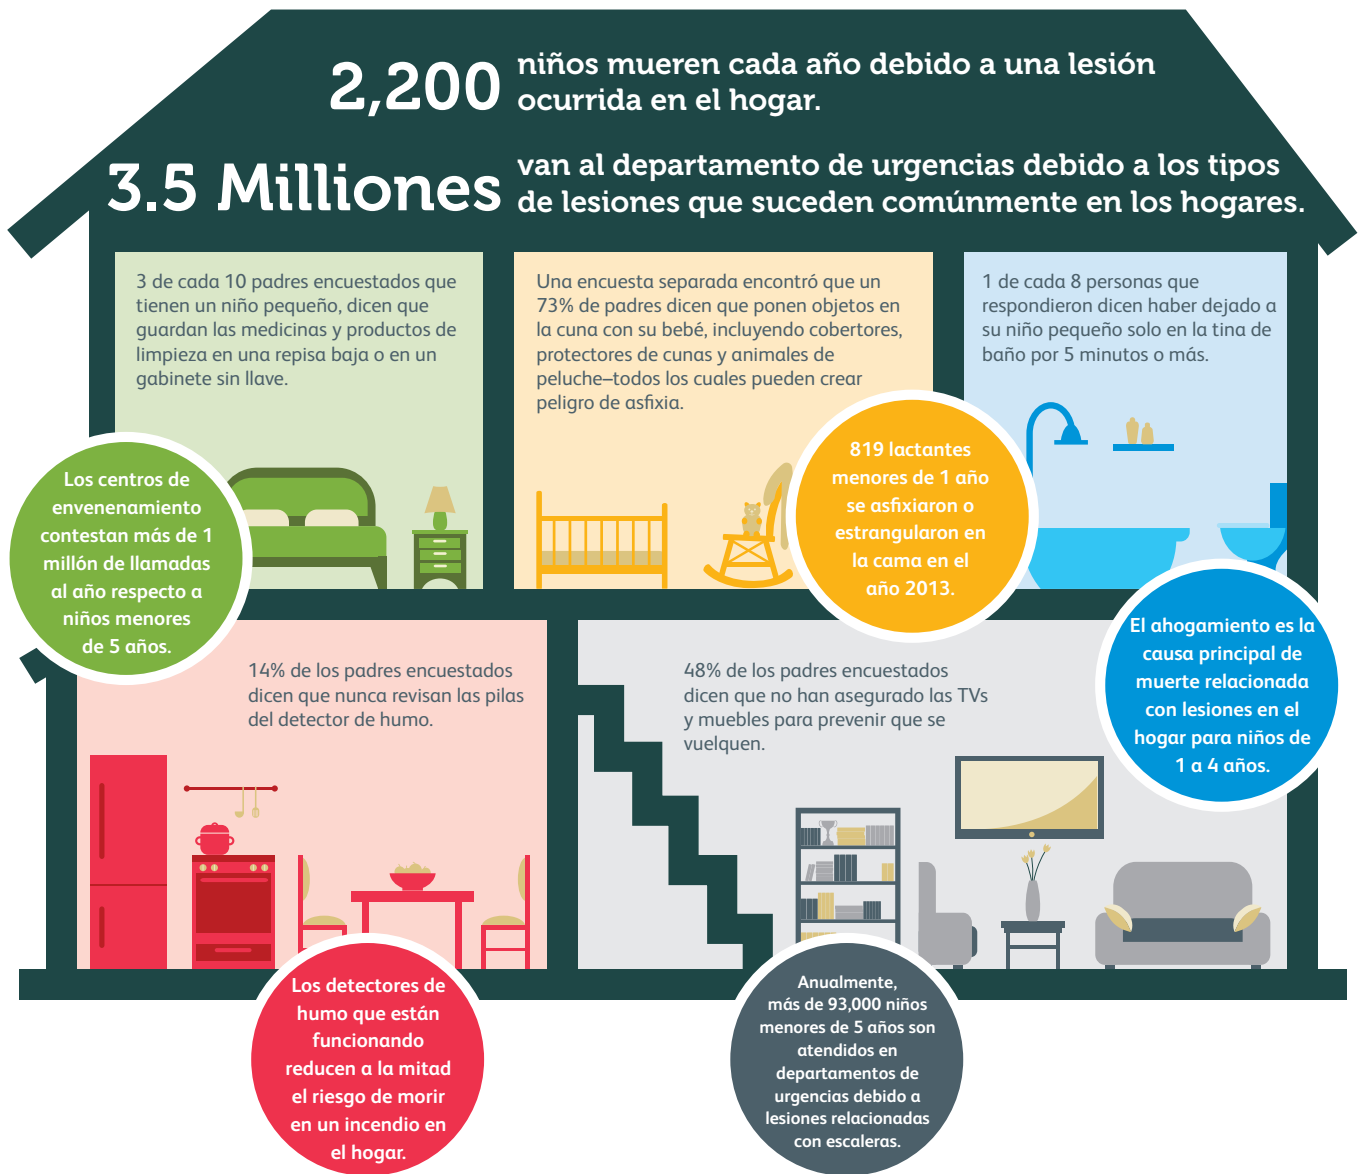 2,200 niños mueren cada año debido a una lesión
ocurrida en el hogar.
3.5 Milliones van al departamento de urgencias debido a los tipos
de lesiones que suceden comúnmente en los hogares.
3 de cada 10 padres encuestados que
tienen un niño pequeño, dicen que
guardan las medicinas y productos de
limpieza en una repisa baja o en un
gabinete sin llave.
Una encuesta separada encontró que un
73% de padres dicen que ponen objetos en
la cuna con su bebé, incluyendo cobertores,
protectores de cunas y animales de
peluche–todos los cuales pueden crear
peligro de asfixia.
1 de cada 8 personas que
respondieron dicen haber dejado a
su niño pequeño solo en la tina de
baño por 5 minutos o más.
Los centros de
envenenamiento
contestan más de 1
millón de llamadas
al año respecto a
niños menores
de 5 años.
819 lactantes
menores de 1 año
se asfixiaron o
estrangularon en
la cama en el
año 2013.
El ahogamiento es la
causa principal de
muerte relacionada
con lesiones en el
hogar para niños de
1 a 4 años.
14% de los padres encuestados
dicen que nunca revisan las pilas
del detector de humo.
48% de los padres encuestados
dicen que no han asegurado las TVs
y muebles para prevenir que se
vuelquen.
Los detectores de
humo que están
funcionando
reducen a la mitad
el riesgo de morir
en un incendio en
el hogar.
Anualmente,
más de 93,000 niños
menores de 5 años son
atendidos en
departamentos de
urgencias debido a
lesiones relacionadas
con escaleras.